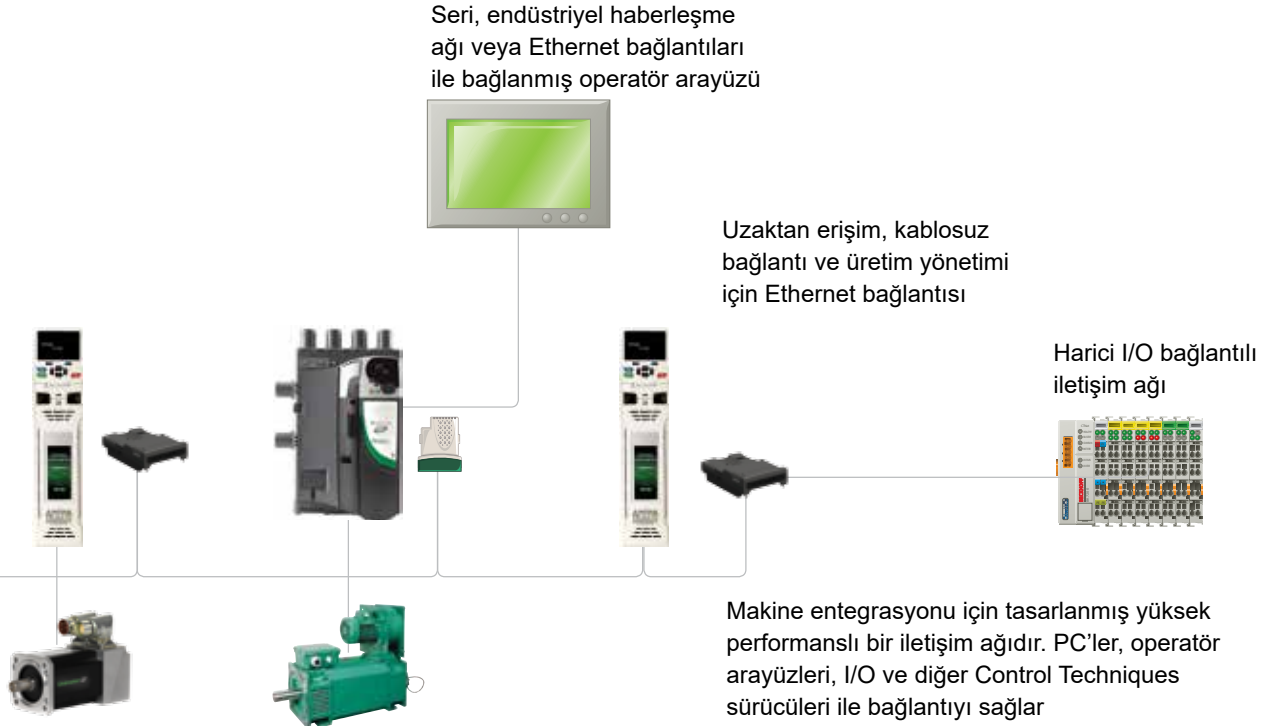 Seri, endüstriyel haberleşme
ağı veya Ethernet bağlantıları
ile bağlanmış operatör arayüzü
Uzaktan erişim, kablosuz
bağlantı ve üretim yönetimi
için Ethernet bağlantısı
Harici I/O bağlantılı
iletişim ağı
Makine entegrasyonu için tasarlanmış yüksek
performanslı bir iletişim ağıdır. PC’ler, operatör
arayüzleri, I/O ve diğer Control Techniques
sürücüleri ile bağlantıyı sağlar